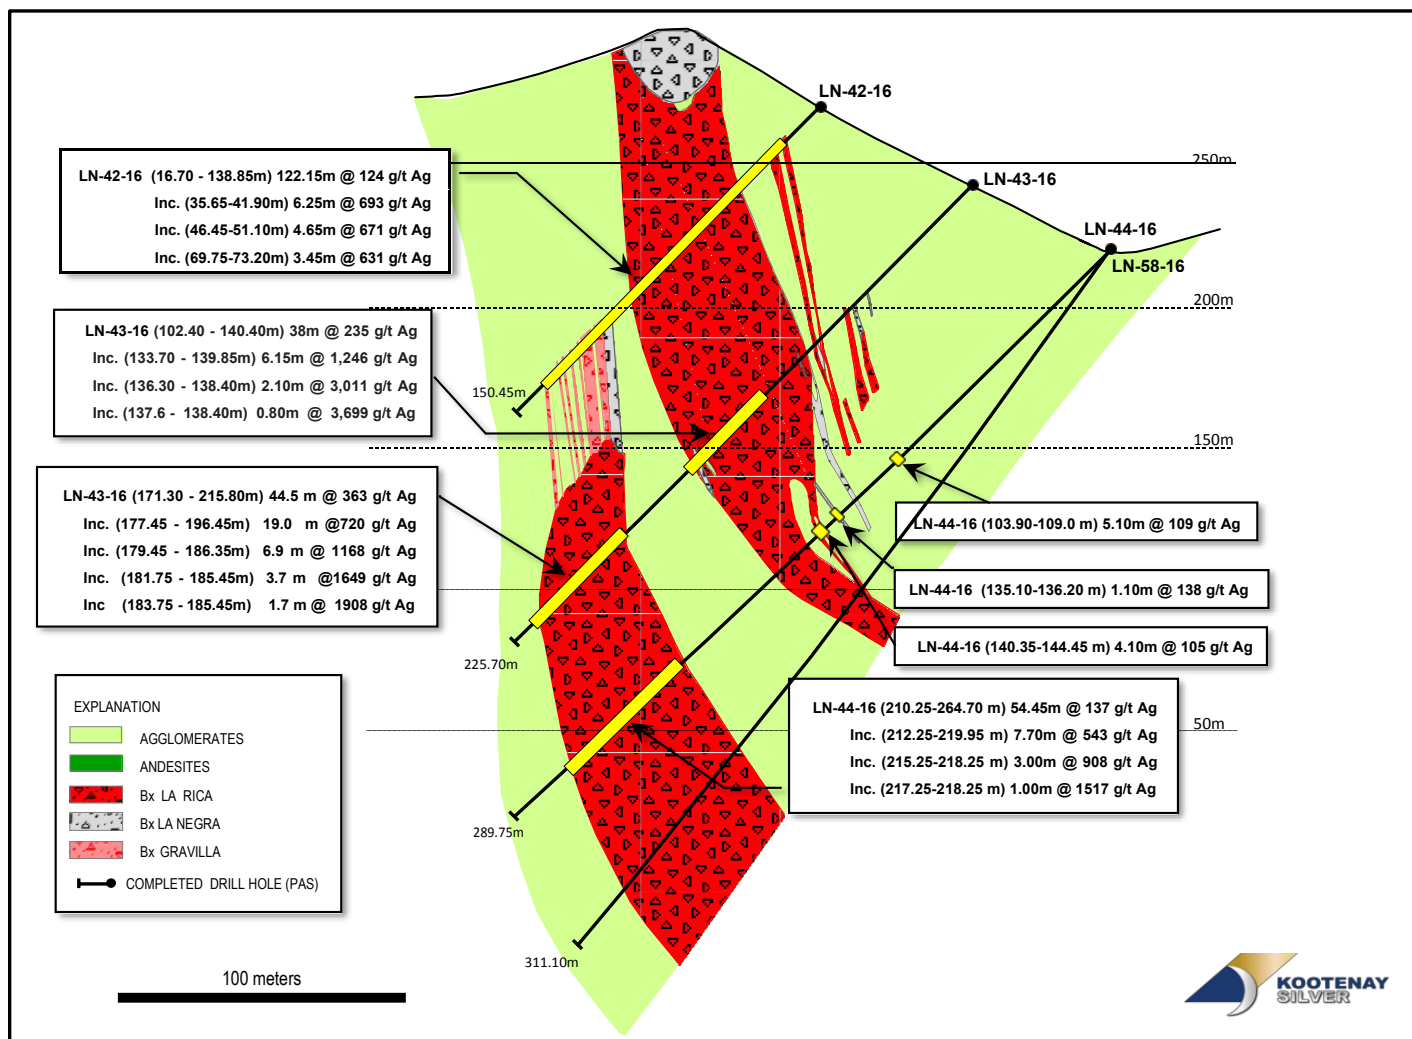 LN-42-16
250m
LN-43-16
LN-44-16
LN-58-16
LN-42-16 (16.70 - 138.85m) 122.15m @ 124 g/t Ag
Inc. (35.65-41.90m) 6.25m @ 693 g/t Ag
Inc. (46.45-51.10m) 4.65m @ 671 g/t Ag
Inc. (69.75-73.20m) 3.45m @ 631 g/t Ag
200m
LN-43-16 (102.40 - 140.40m) 38m @ 235 g/t Ag
Inc. (133.70 - 139.85m) 6.15m @ 1,246 g/t Ag
Inc. (136.30 - 138.40m) 2.10m @ 3,011 g/t Ag
Inc. (137.6 - 138.40m) 0.80m @ 3,699 g/t Ag
150.45m
150m
LN-43-16 (171.30 - 215.80m) 44.5 m @ 363 g/t Ag
Inc. (177.45 - 196.45m) 19.0 m @720 g/t Ag
Inc. (179.45 - 186.35m) 6.9 m @ 1168 g/t Ag
Inc. (181.75 - 185.45m) 3.7 m @1649 g/t Ag
Inc (183.75 - 185.45m) 1.7 m @ 1908 g/t Ag
LN-44-16 (103.90-109.0 m) 5.10m @ 109 g/t Ag
LN-44-16 (135.10-136.20 m) 1.10m @ 138 g/t Ag
LN-44-16 (140.35-144.45 m) 4.10m @ 105 g/t Ag
225.70m
LN-44-16 (210.25-264.70 m) 54.45m @ 137 g/t Ag
Inc. (212.25-219.95 m) 7.70m @ 543 g/t Ag
Inc. (215.25-218.25 m) 3.00m @ 908 g/t Ag
Inc. (217.25-218.25 m) 1.00m @ 1517 g/t Ag
50m
EXPLANATION
AGGLOMERATES
ANDESITES
Bx LA RICA
Bx LA NEGRA
Bx GRAVILLA
COMPLETED DRILL HOLE (PAS)
289.75m
311.10m
100 meters
KOOTENAY
SILVER